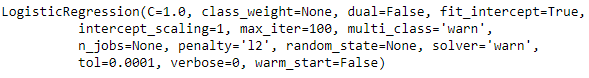 LogisticRegression(C=1.0, class_weight=None, dual=False, fit_intercept=True,
intercept_scaling=1, max_iter=100, multi_class='warn',
n_jobs=None, penalty='l2', random_state=None, solver='warn',
tol=0.0001, verbose=0, warm_start=False)